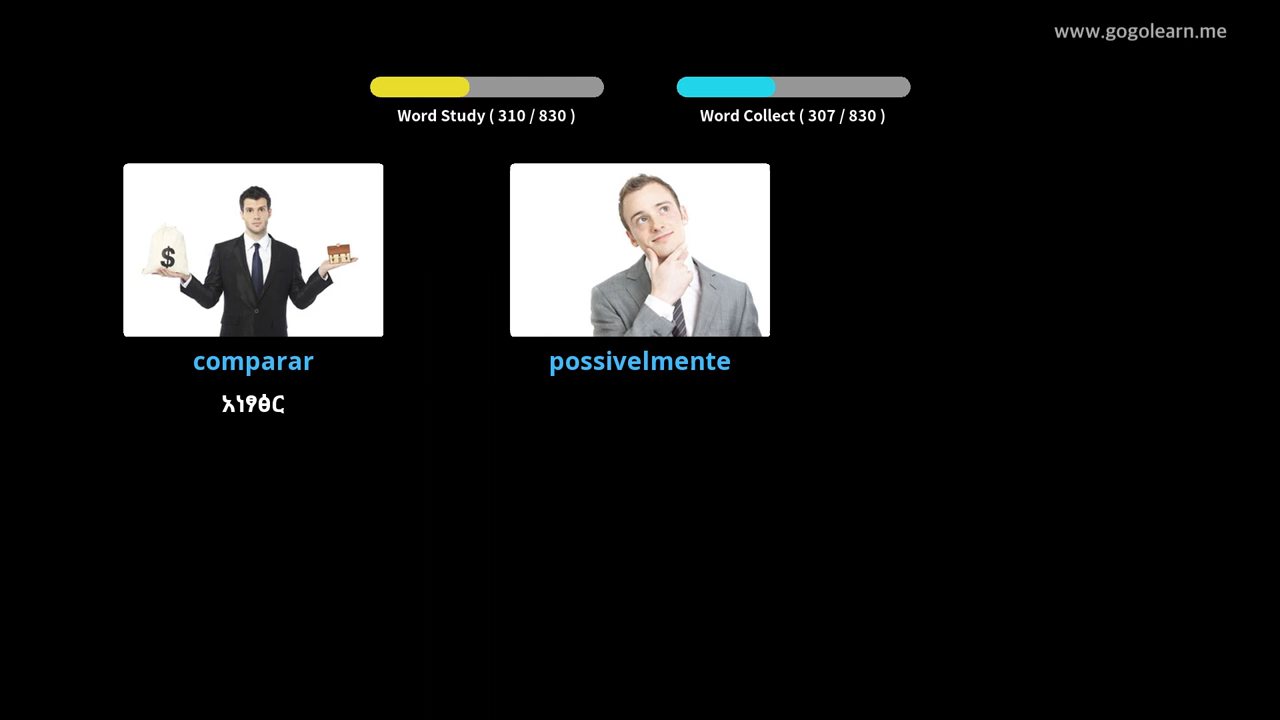 www.gogolearn.me
Word Study ( 310 / 830 )
Word Collect ( 307 / 830 )
$
comparar
possivelmente
አነፃፅር